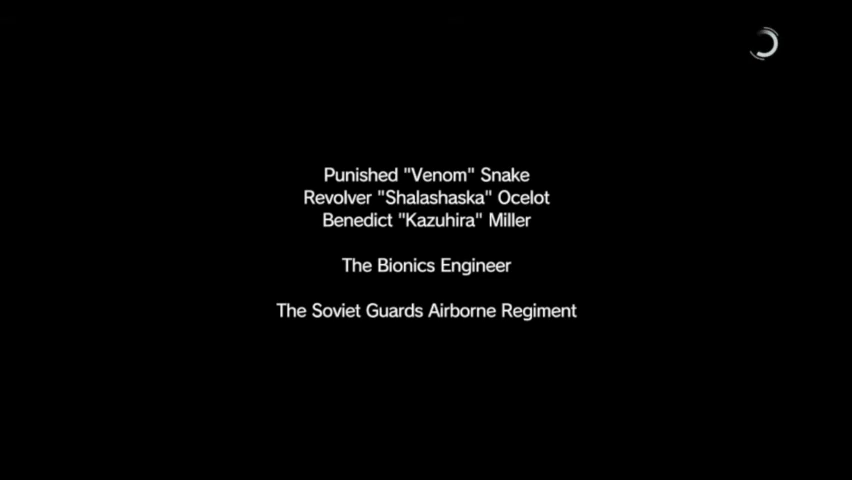 Punished "Venom" Snake
Revolver "Shalashaska" Ocelot
Benedict "Kazuhira" Miller
The Bionics Engineer
The Soviet Guards Airborne Regiment